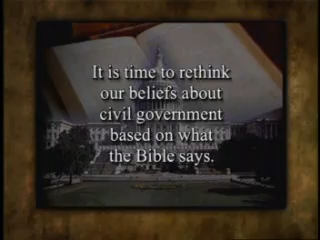 It is time to rethink
our beliefs about
civil government
based on what
the Bible says.